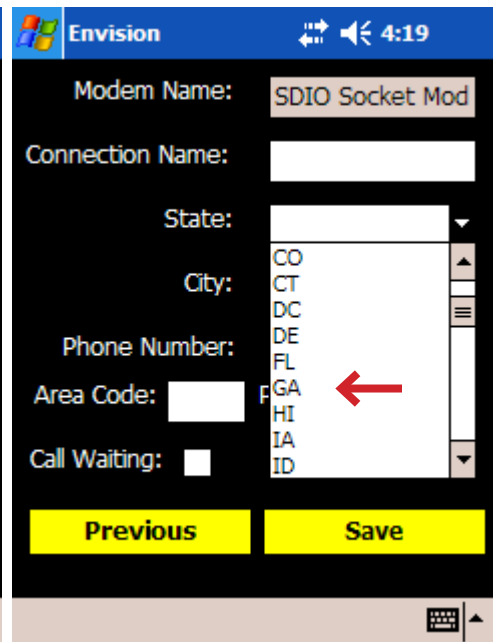 Envision 4:19
Modem Name: SDIO Socket Mod
Connection Name:
State:
CO
CT
City:
DC
DE
Phone Number:
FL
Area Code:
GA
HI
IA
Call Waiting:
ID
Previous Save